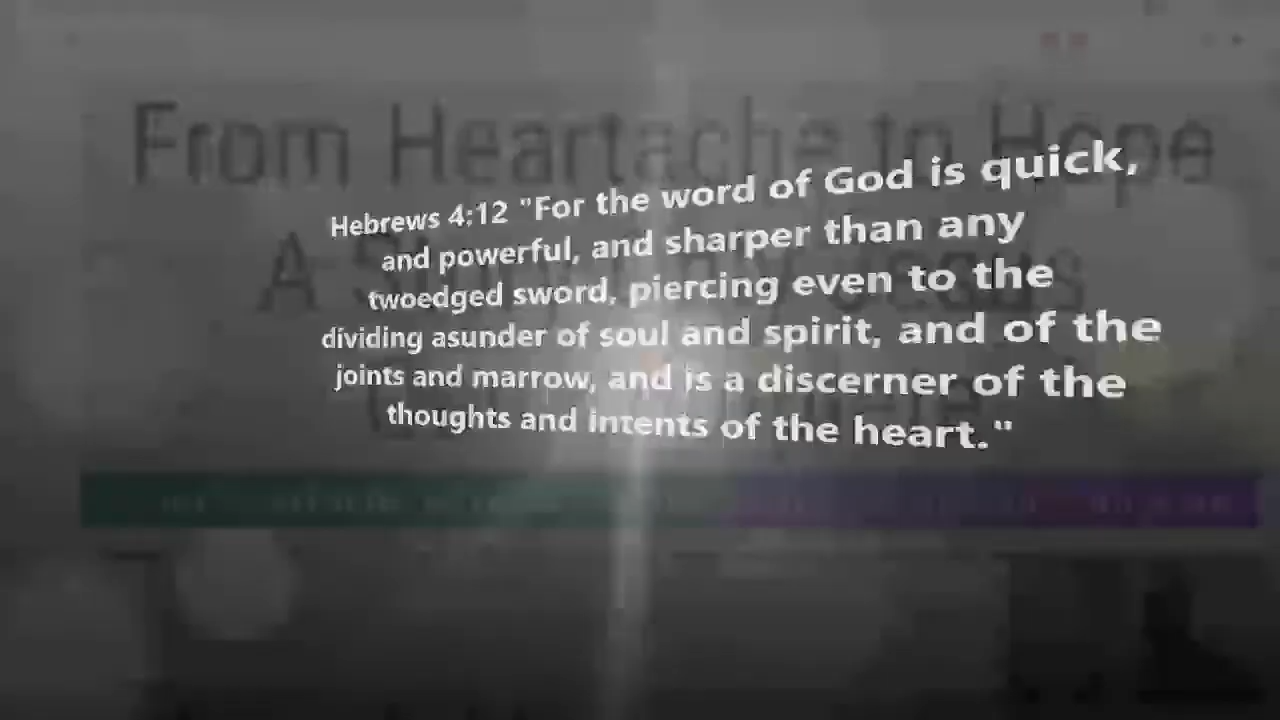 From Heartache to Hope
Hebrews 4:12 "For the word of God is quick,
and powerful, and sharper than any
twoedged sword, piercing even to the
dividing asunder of soul and spirit, and of the
joints and marrow, and is a discerner of the
thoughts and intents of the heart."